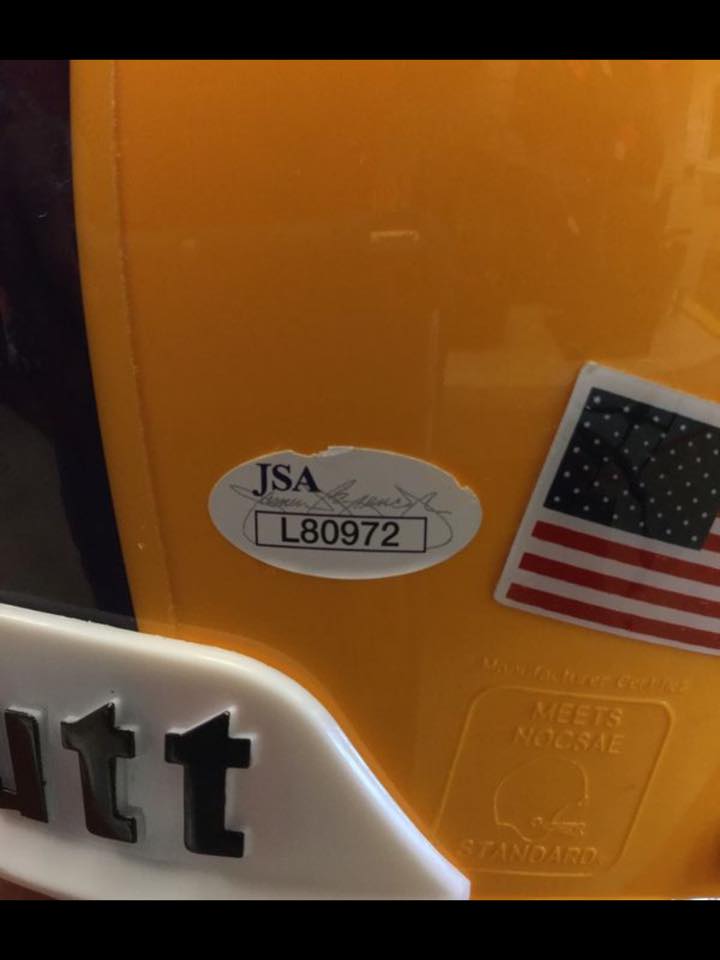 JSA
L80972
Manufacturer Certifies
MEETS
NOCSAE
STANDARD
utt